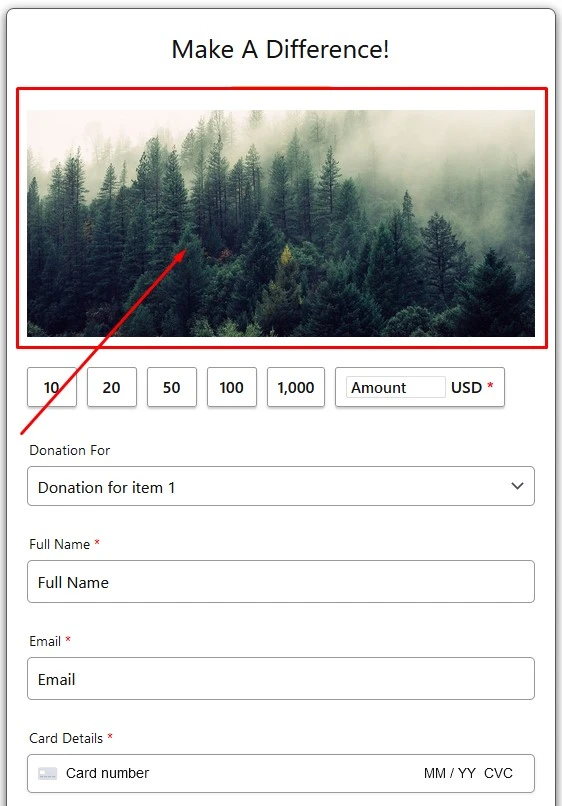 Make A Difference!
10 20 50 100 1,000 Amount USD *
Donation For
Donation for item 1
Full Name *
Full Name
Email *
Email
Card Details *
Card number MM / YY CVC